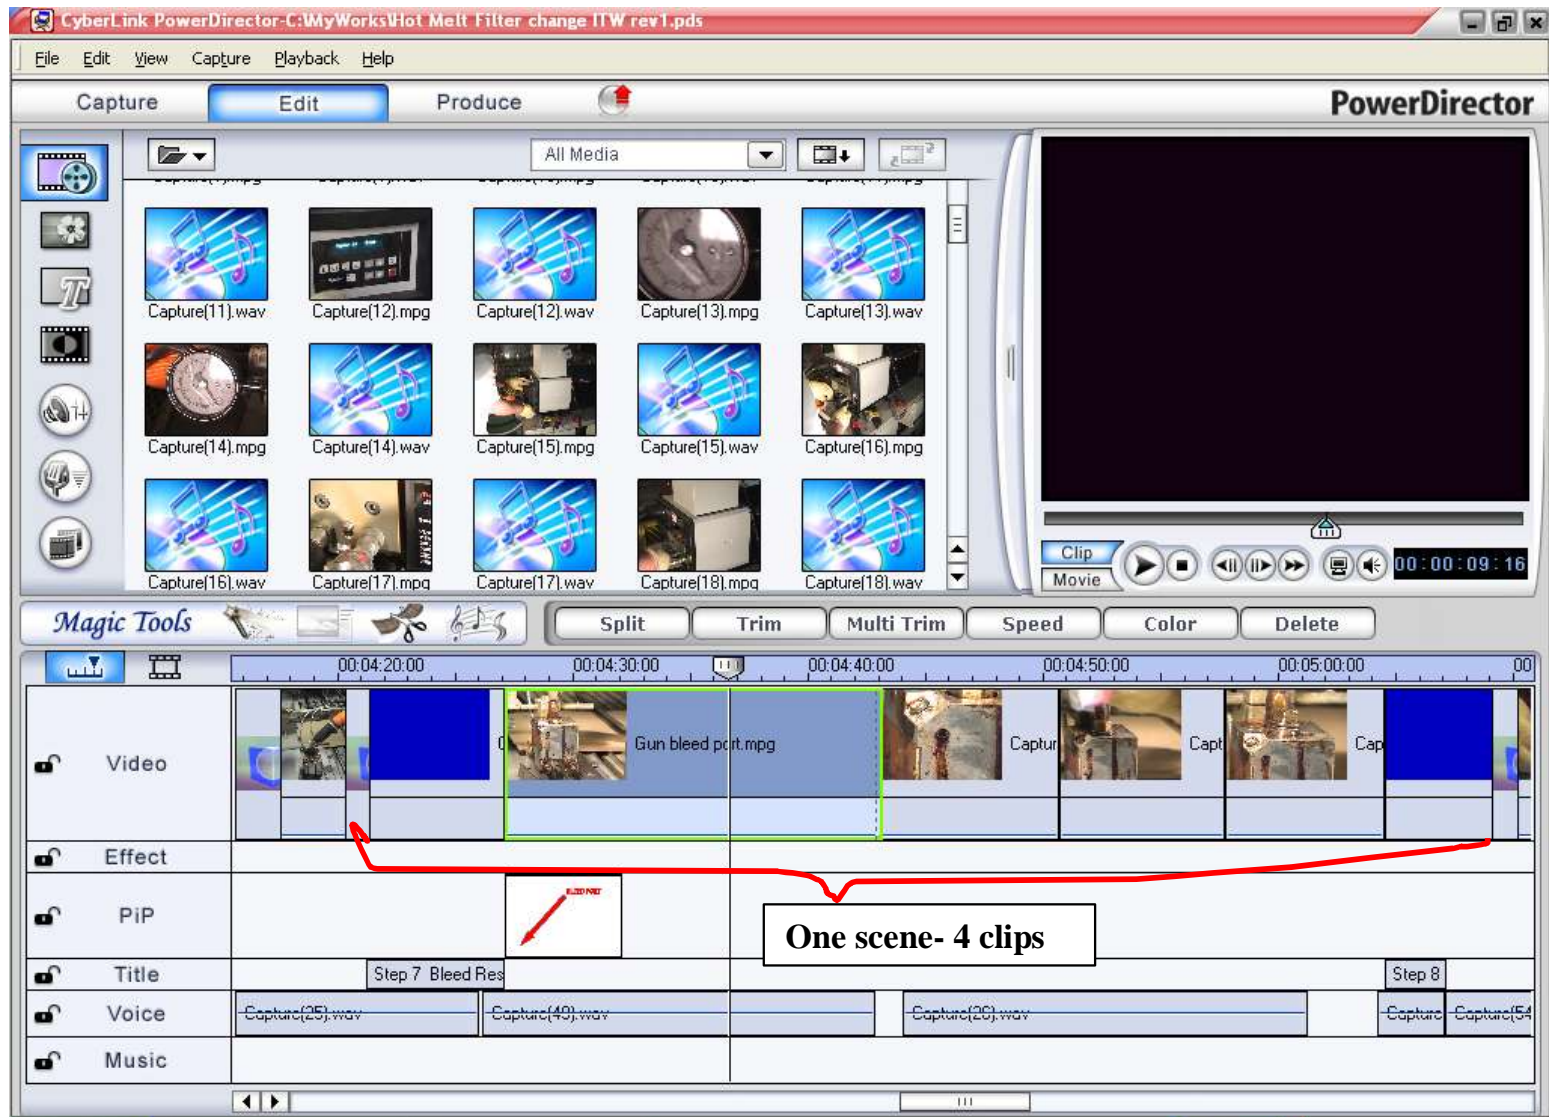 CyberLink PowerDirector-C:\MyWorks\Hot Melt Filter change ITW rev1.pds
File Edit View Capture Playback Help
Capture Edit Produce
PowerDirector
All Media
Capture(11).wav Capture(12).mpg Capture(12).wav Capture(13).mpg Capture(13).wav
Capture(14).mpg Capture(14).wav Capture(15).mpg Capture(15).wav Capture(16).mpg
Capture(16).wav Capture(17).mpg Capture(17).wav Capture(18).mpg Capture(18).wav
Clip
Movie
00:00:09:16
Magic Tools
Split Trim Multi Trim Speed Color Delete
00:04:20:00 00:04:30:00 00:04:40:00 00:04:50:00 00:05:00:00 00
Video
Gun bleed port.mpg Captur Capt Cap
Effect
PiP
BLEED PORT
One scene- 4 clips
Title
Step 7 Bleed Res Step 8
Voice
Capture(25).wav Capture(49).wav Capture(26).wav Capture Capture(54
Music